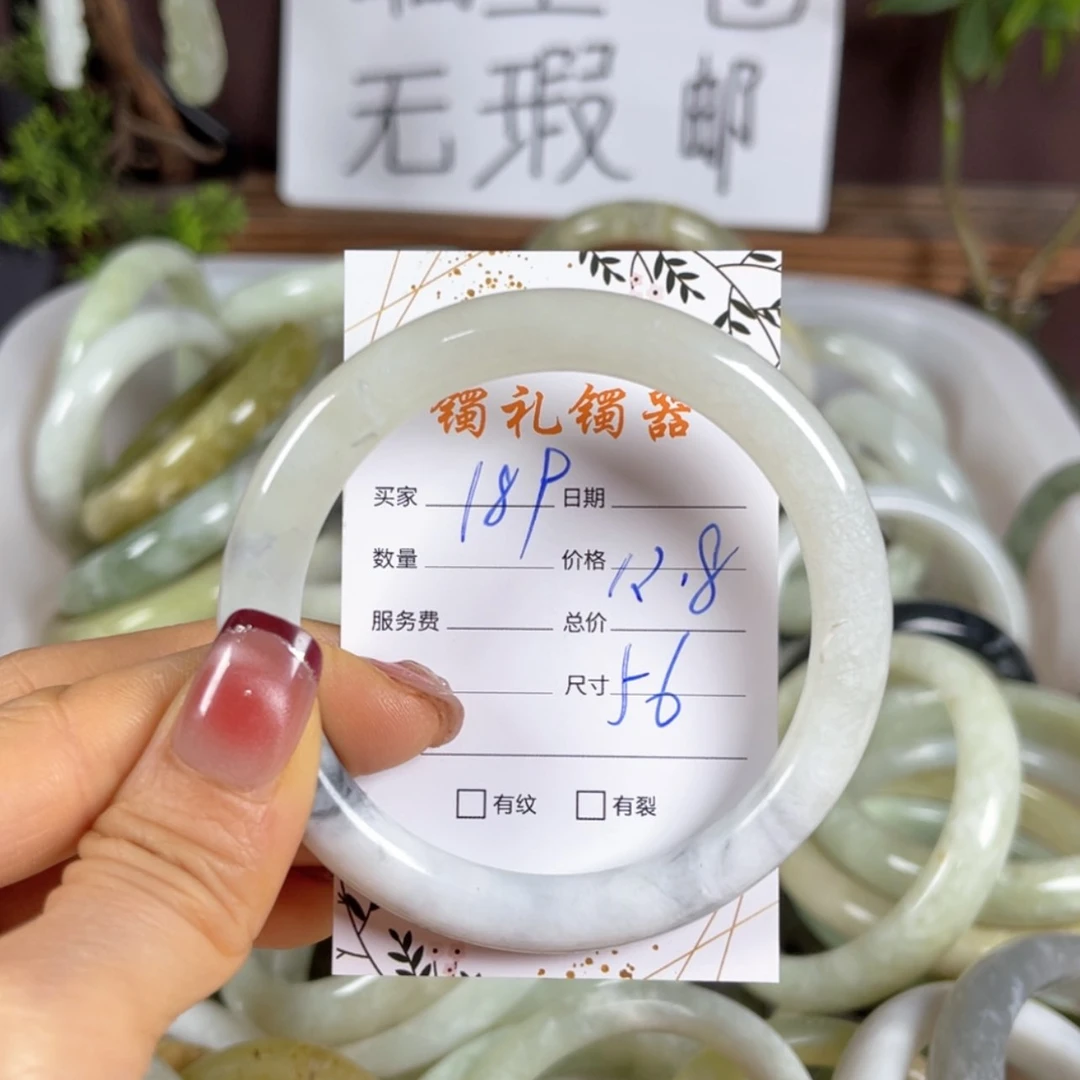 无瑕 邮
镯礼镯器
买家 18P 日期
数量 价格 12.8
服务费 总价
尺寸 56
有纹 有裂